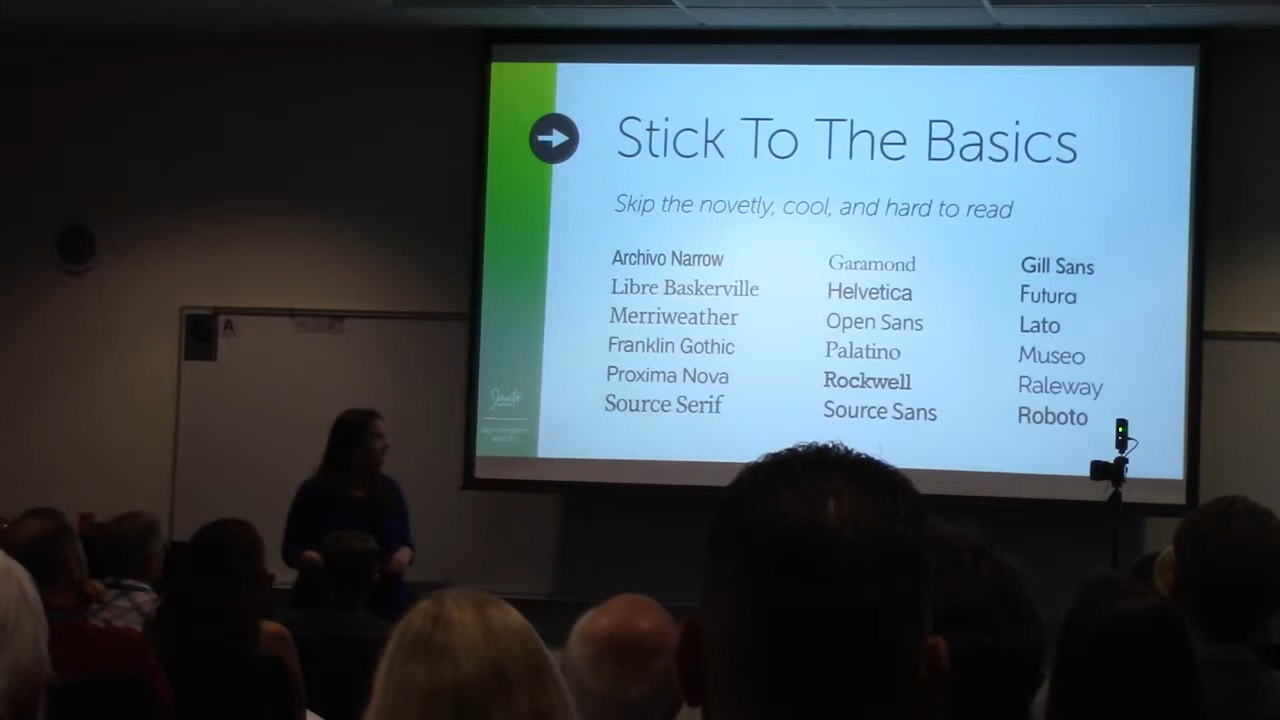 Stick To The Basics
Skip the novetly, cool, and hard to read
Archivo Narrow
Libre Baskerville
Merriweather
Franklin Gothic
Proxima Nova
Source Serif
Garamond
Helvetica
Open Sans
Palatino
Rockwell
Source Sans
Gill Sans
Futura
Lato
Museo
Raleway
Roboto
A